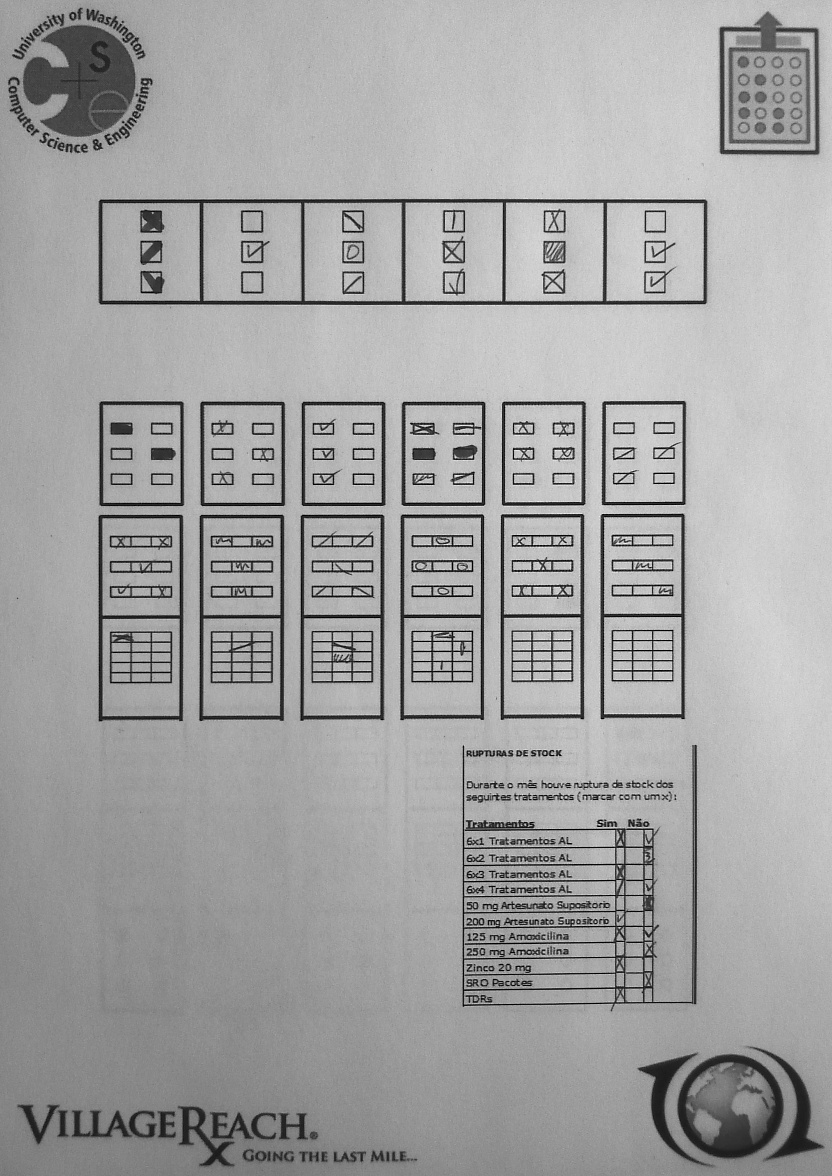 University of Washington
Computer Science & Engineering
C S e
RUPTURAS DE STOCK
Durante o mês houve ruptura de stock dos
seguintes tratamentos (marcar com um x):
Tratamentos Sim Não
6x1 Tratamentos AL
6x2 Tratamentos AL
6x3 Tratamentos AL
6x4 Tratamentos AL
50 mg Artesunato Supositorio
200 mg Artesunato Supositorio
125 mg Amoxicilina
250 mg Amoxicilina
Zinco 20 mg
SRO Pacotes
TDRs
VILLAGEREACH®
GOING THE LAST MILE...